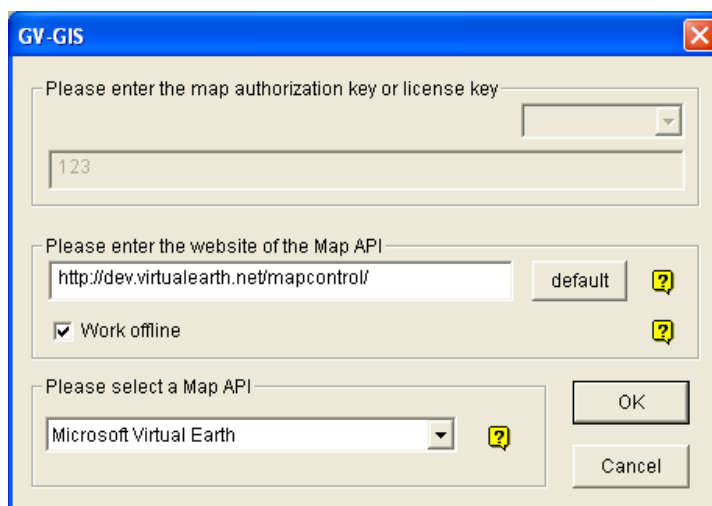 GV-GIS
Please enter the map authorization key or license key
123
Please enter the website of the Map API
http://dev.virtualearth.net/mapcontrol/
default
?
Work offline
?
Please select a Map API
Microsoft Virtual Earth
?
OK
Cancel